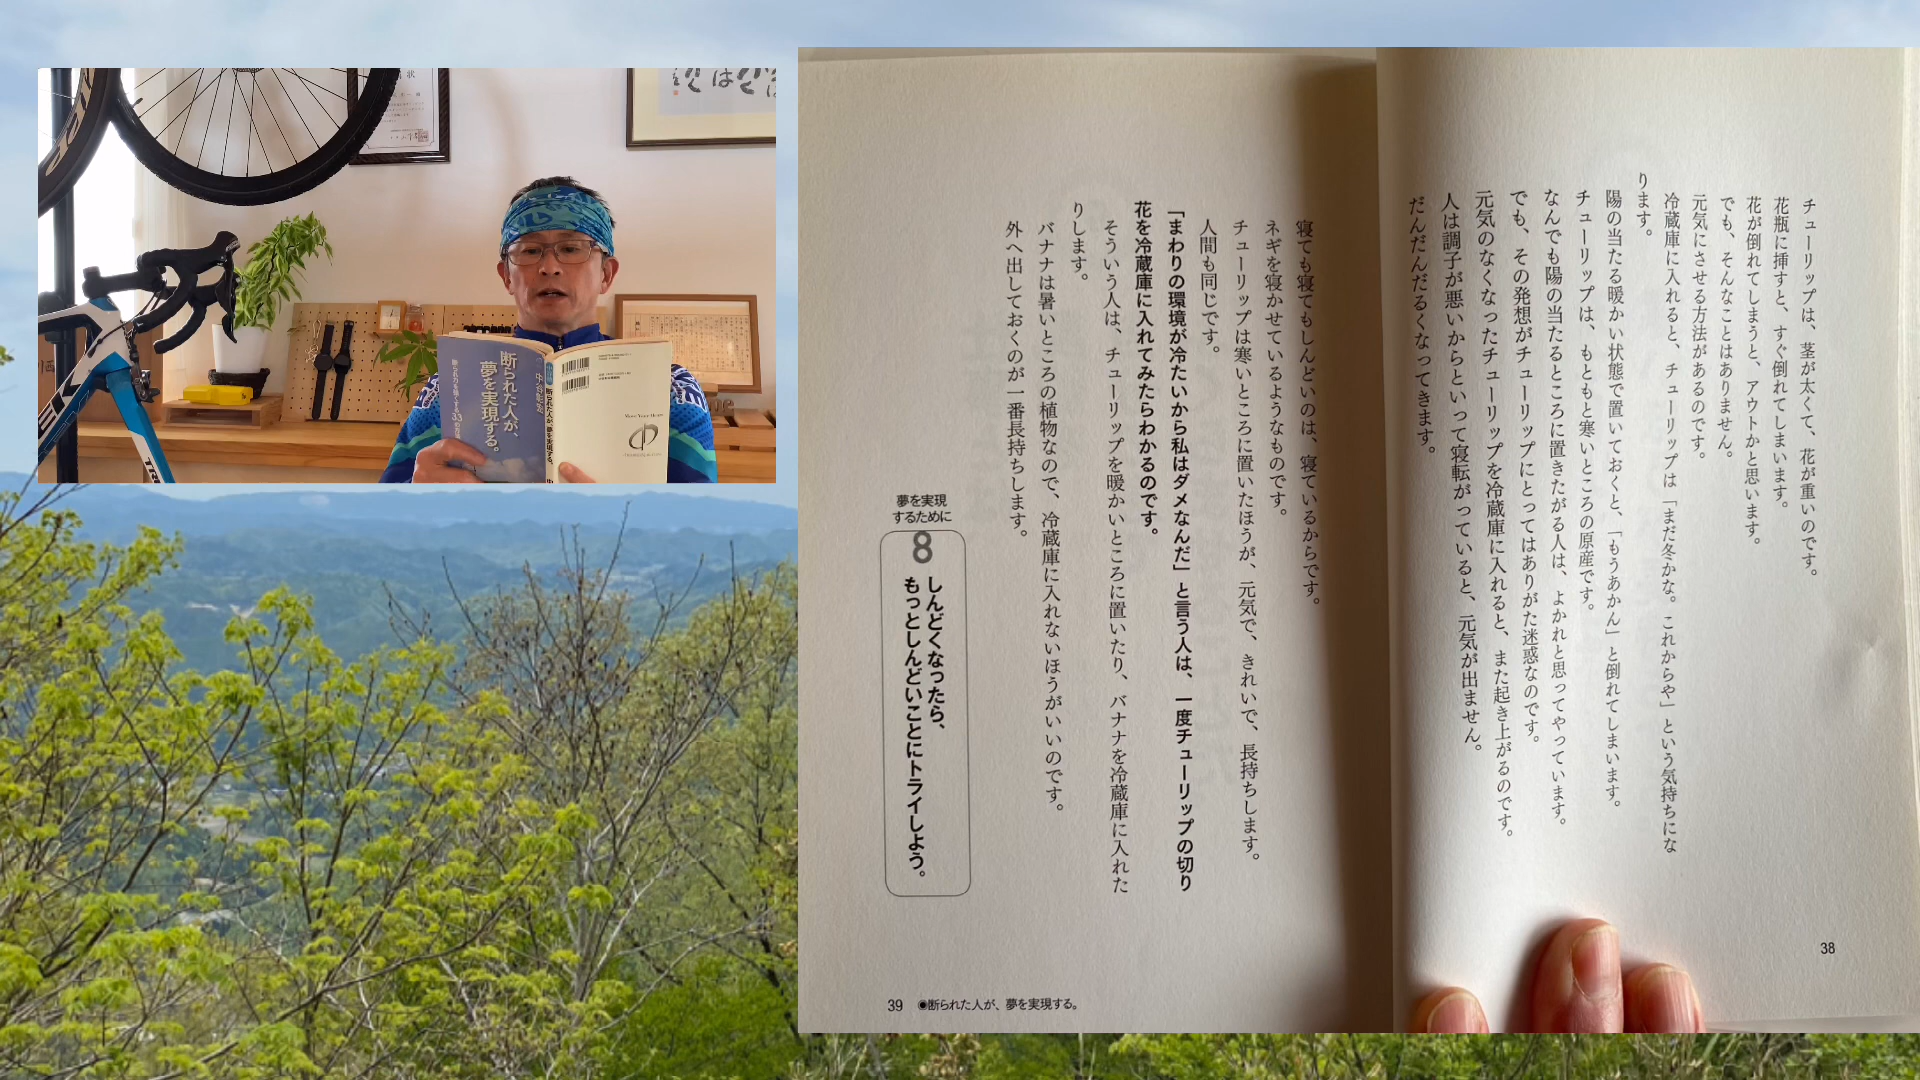 断られた人が、
夢を実現する。
断られ力を強くする33の方法
中谷彰宏
断られた人が、夢を実現する。
チューリップは、茎が太くて、花が重いのです。
花瓶に挿すと、すぐ倒れてしまいます。
花が倒れてしまうと、アウトかと思います。
でも、そんなことはありません。
元気にさせる方法があるのです。
冷蔵庫に入れると、チューリップは「まだ冬かな。これからや」という気持ちにな
ります。
陽の当たる暖かい状態で置いておくと、「もうあかん」と倒れてしまいます。
チューリップは、もともと寒いところの原産です。
なんでも陽の当たるところに置きたがる人は、よかれと思ってやっています。
でも、その発想がチューリップにとってはありがた迷惑なのです。
元気のなくなったチューリップを冷蔵庫に入れると、また起き上がるのです。
人は調子が悪いからといって寝転がっていると、元気が出ません。
だんだんだるくなってきます。
38
寝ても寝てもしんどいのは、寝ているからです。
ネギを寝かせているようなものです。
チューリップは寒いところに置いたほうが、元気で、きれいで、長持ちします。
人間も同じです。
「まわりの環境が冷たいから私はダメなんだ」と言う人は、一度チューリップの切り
花を冷蔵庫に入れてみたらわかるのです。
そういう人は、チューリップを暖かいところに置いたり、バナナを冷蔵庫に入れた
りします。
バナナは暑いところの植物なので、冷蔵庫に入れないほうがいいのです。
外へ出しておくのが一番長持ちします。
夢を実現
するために
8
しんどくなったら、
もっとしんどいことにトライしよう。
39 ◉断られた人が、夢を実現する。